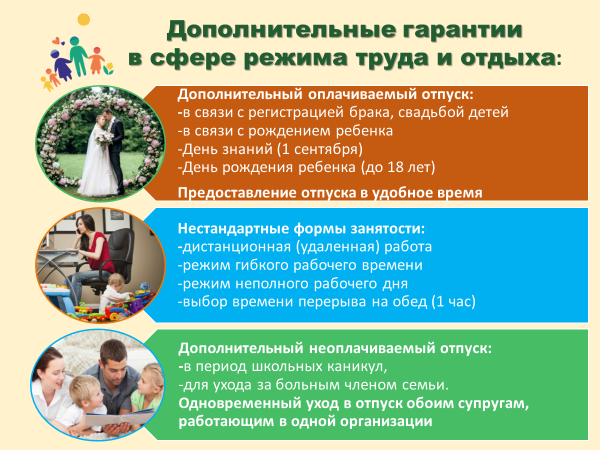 Дополнительные гарантии
в сфере режима труда и отдыха:
Дополнительный оплачиваемый отпуск:
-в связи с регистрацией брака, свадьбой детей
-в связи с рождением ребенка
-День знаний (1 сентября)
-День рождения ребенка (до 18 лет)
Предоставление отпуска в удобное время
Нестандартные формы занятости:
-дистанционная (удаленная) работа
-режим гибкого рабочего времени
-режим неполного рабочего дня
-выбор времени перерыва на обед (1 час)
Дополнительный неоплачиваемый отпуск:
-в период школьных каникул,
-для ухода за больным членом семьи.
Одновременный уход в отпуск обоим супругам,
работающим в одной организации